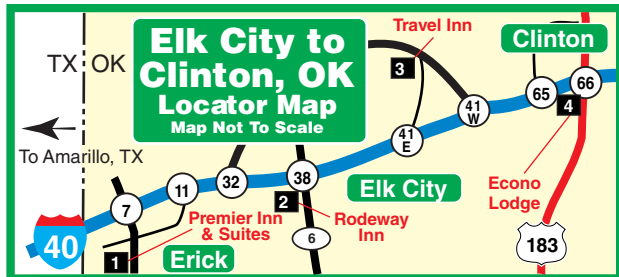 Elk City to
Clinton, OK
Locator Map
Map Not To Scale
TX OK
To Amarillo, TX
Travel Inn
3
Clinton
65
66
4
41
W
41
E
Econo
Lodge
183
Elk City
38
2
Rodeway
Inn
6
32
11
7
Premier Inn
& Suites
1
Erick
40